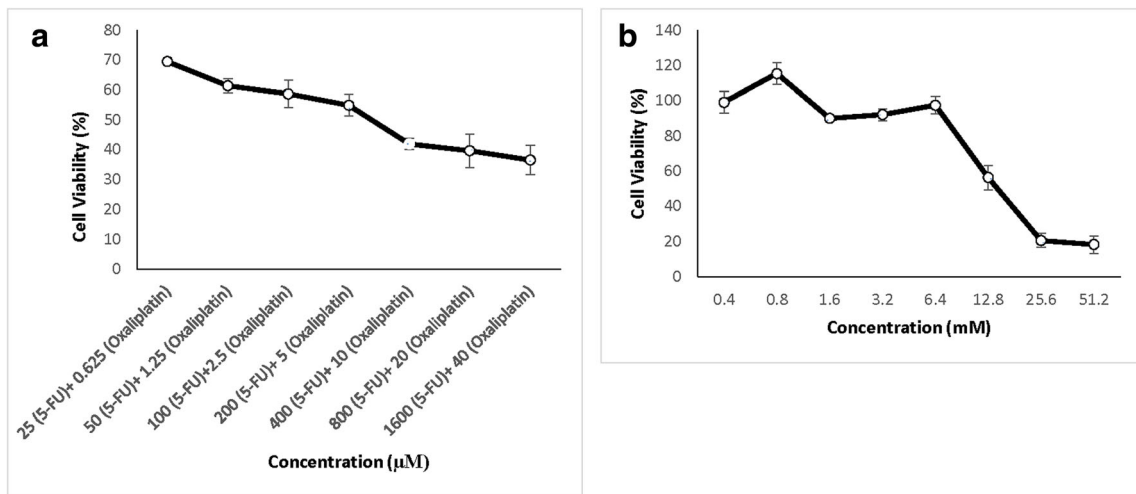 a
80
70
60
50
40
30
20
10
0
Cell Viability (%)
25 (5-FU)+ 0.625 (Oxaliplatin)
50 (5-FU)+ 1.25 (Oxaliplatin)
100 (5-FU)+2.5 (Oxaliplatin)
200 (5-FU)+ 5 (Oxaliplatin)
400 (5-FU)+ 10 (Oxaliplatin)
800 (5-FU)+ 20 (Oxaliplatin)
1600 (5-FU)+ 40 (Oxaliplatin)
Concentration (µM)
b
140
120
100
80
60
40
20
0
Cell Viability (%)
0.4 0.8 1.6 3.2 6.4 12.8 25.6 51.2
Concentration (mM)